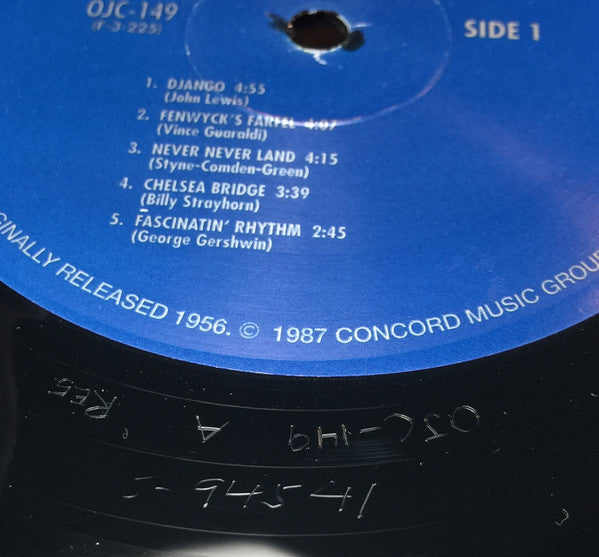 OJC-149
(F-3-225)
SIDE 1
1. DJANGO 4:55
(John Lewis)
2. FENWYCK'S FARFEL 4:07
(Vince Guaraldi)
3. NEVER NEVER LAND 4:15
(Styne-Comden-Green)
4. CHELSEA BRIDGE 3:39
(Billy Strayhorn)
5. FASCINATIN' RHYTHM 2:45
(George Gershwin)
GINALLY RELEASED 1956. © 1987 CONCORD MUSIC GROUP
OJC-149 A RE5
J-94541